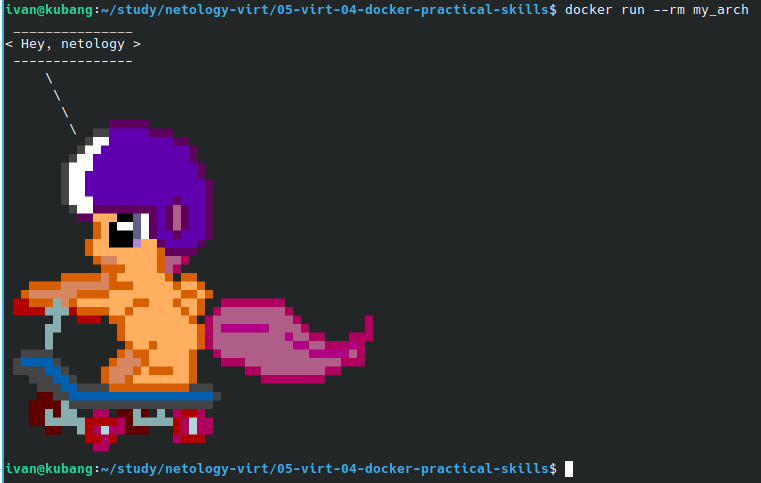 ivan@kubang:~/study/netology-virt/05-virt-04-docker-practical-skills$ docker run --rm my_arch
< Hey, netology >
ivan@kubang:~/study/netology-virt/05-virt-04-docker-practical-skills$